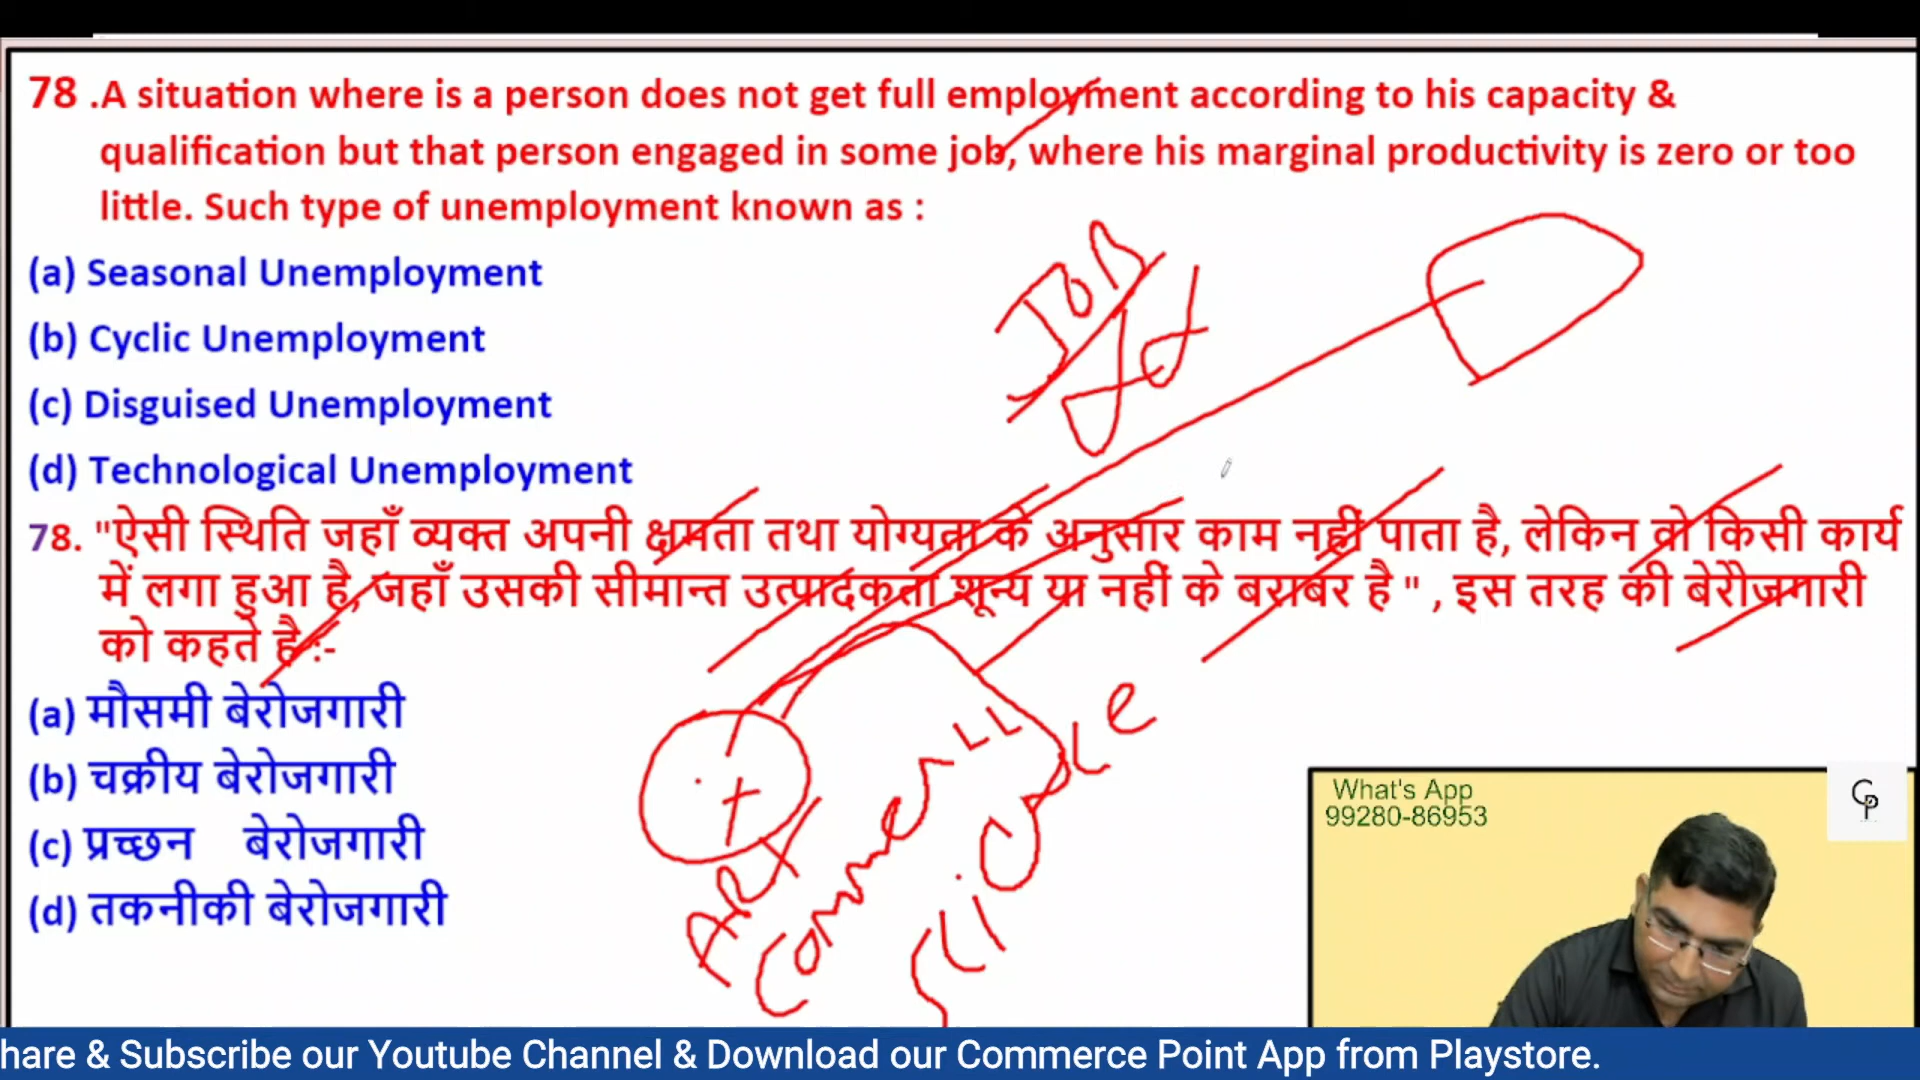 78 .A situation where is a person does not get full employment according to his capacity &
qualification but that person engaged in some job, where his marginal productivity is zero or too
little. Such type of unemployment known as :
(a) Seasonal Unemployment
(b) Cyclic Unemployment
(c) Disguised Unemployment
(d) Technological Unemployment
Job
78. "ऐसी स्थिति जहाँ व्यक्त अपनी क्षमता तथा योग्यता के अनुसार काम नहीं पाता है, लेकिन वो किसी कार्य
में लगा हुआ है, जहाँ उसकी सीमान्त उत्पादकता शून्य या नहीं के बराबर है " , इस तरह की बेरोजगारी
को कहते है :-
(a) मौसमी बेरोजगारी
(b) चक्रीय बेरोजगारी
(c) प्रच्छन बेरोजगारी
(d) तकनीकी बेरोजगारी
Art
What's App
99280-86953
CP
hare & Subscribe our Youtube Channel & Download our Commerce Point App from Playstore.